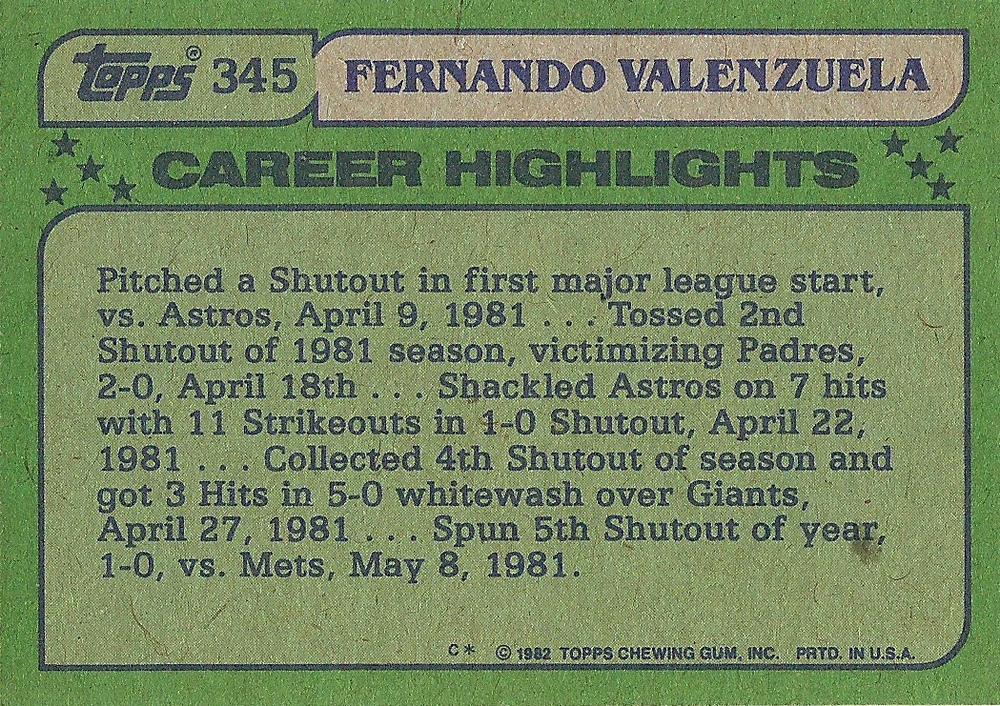 Topps® 345 FERNANDO VALENZUELA
CAREER HIGHLIGHTS
Pitched a Shutout in first major league start,
vs. Astros, April 9, 1981 . . . Tossed 2nd
Shutout of 1981 season, victimizing Padres,
2-0, April 18th . . . Shackled Astros on 7 hits
with 11 Strikeouts in 1-0 Shutout, April 22,
1981 . . . Collected 4th Shutout of season and
got 3 Hits in 5-0 whitewash over Giants,
April 27, 1981 . . . Spun 5th Shutout of year,
1-0, vs. Mets, May 8, 1981.
C* © 1982 TOPPS CHEWING GUM, INC. PRTD. IN U.S.A.